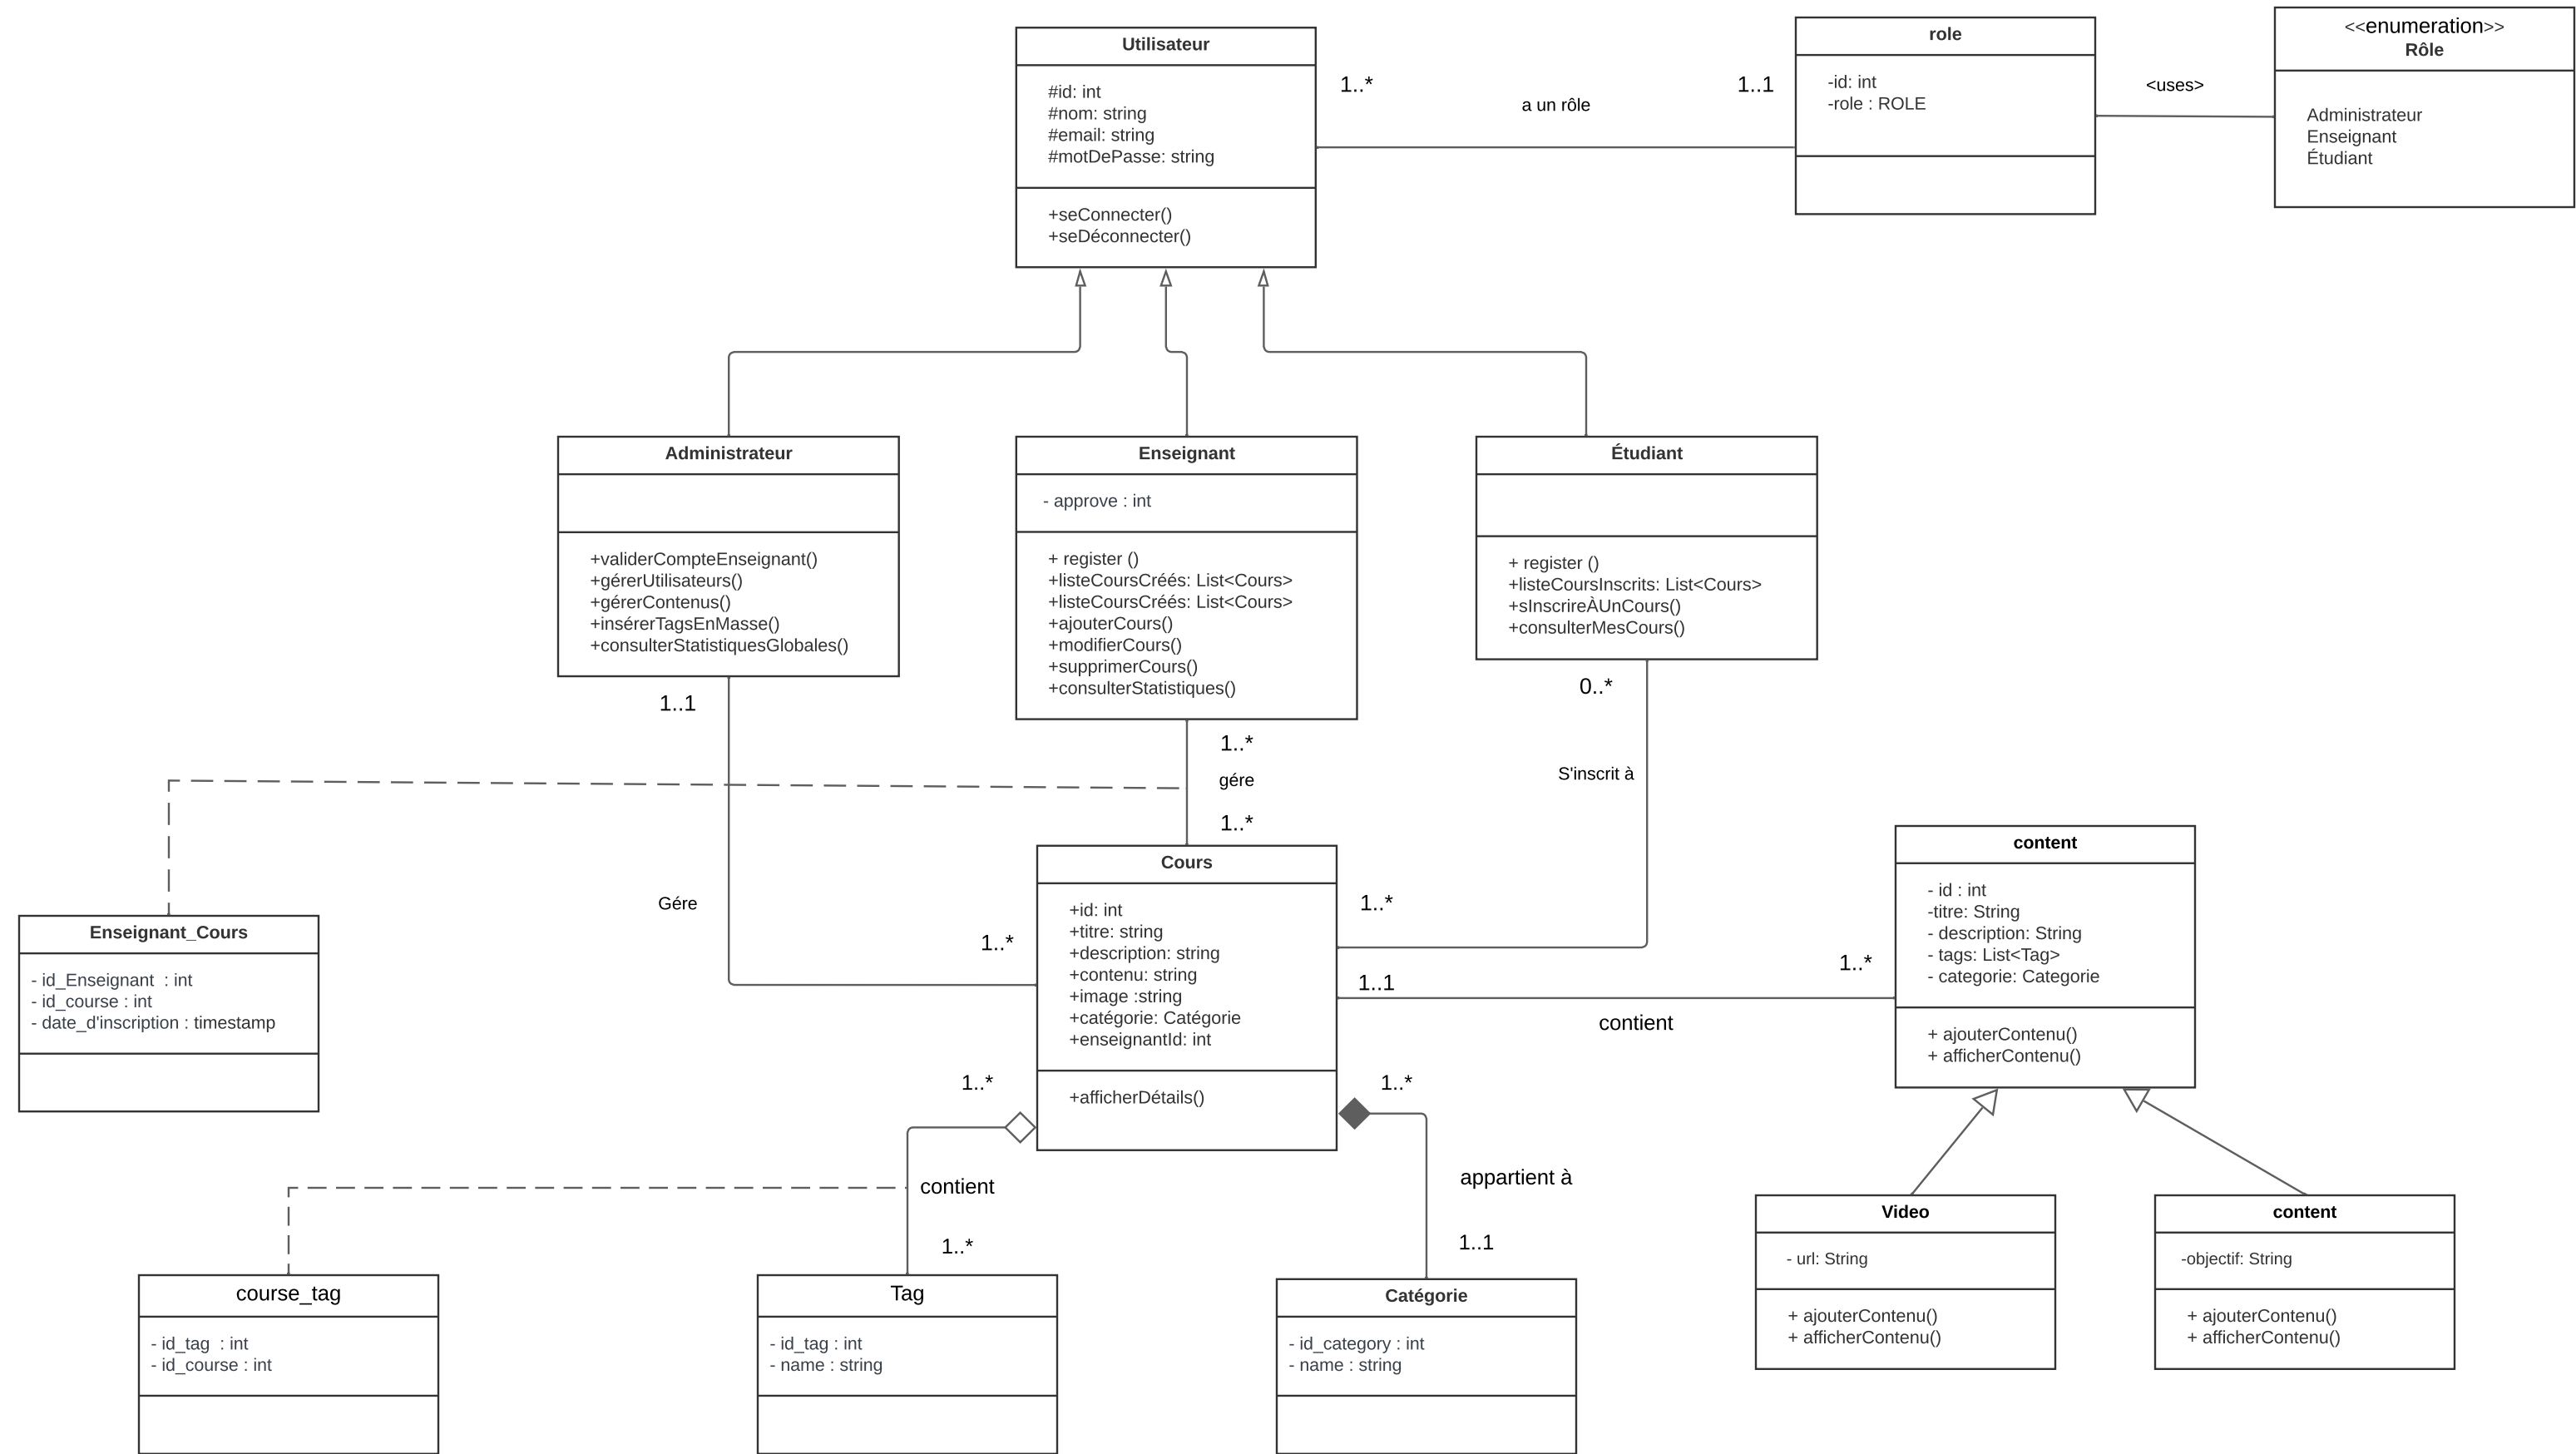 Utilisateur
#id: int
#nom: string
#email: string
#motDePasse: string
+seConnecter()
+seDéconnecter()
1..*
a un rôle
1..1
role
-id: int
-role : ROLE
<uses>
<<enumeration>>
Rôle
Administrateur
Enseignant
Étudiant
Administrateur
+validerCompteEnseignant()
+gérerUtilisateurs()
+gérerContenus()
+insérerTagsEnMasse()
+consulterStatistiquesGlobales()
Enseignant
- approve : int
+ register ()
+listeCoursCréés: List<Cours>
+listeCoursCréés: List<Cours>
+ajouterCours()
+modifierCours()
+supprimerCours()
+consulterStatistiques()
Étudiant
+ register ()
+listeCoursInscrits: List<Cours>
+sInscrireÀUnCours()
+consulterMesCours()
1..1
Gére
1..*
1..*
gére
1..*
0..*
S'inscrit à
1..*
Enseignant_Cours
- id_Enseignant  : int
- id_course : int
- date_d'inscription : timestamp
Cours
+id: int
+titre: string
+description: string
+contenu: string
+image :string
+catégorie: Catégorie
+enseignantId: int
+afficherDétails()
1..1
contient
1..*
content
- id : int
-titre: String
- description: String
- tags: List<Tag>
- categorie: Categorie
+ ajouterContenu()
+ afficherContenu()
1..*
contient
1..*
1..*
appartient à
1..1
course_tag
- id_tag  : int
- id_course : int
Tag
- id_tag : int
- name : string
Catégorie
- id_category : int
- name : string
Video
- url: String
+ ajouterContenu()
+ afficherContenu()
content
-objectif: String
+ ajouterContenu()
+ afficherContenu()